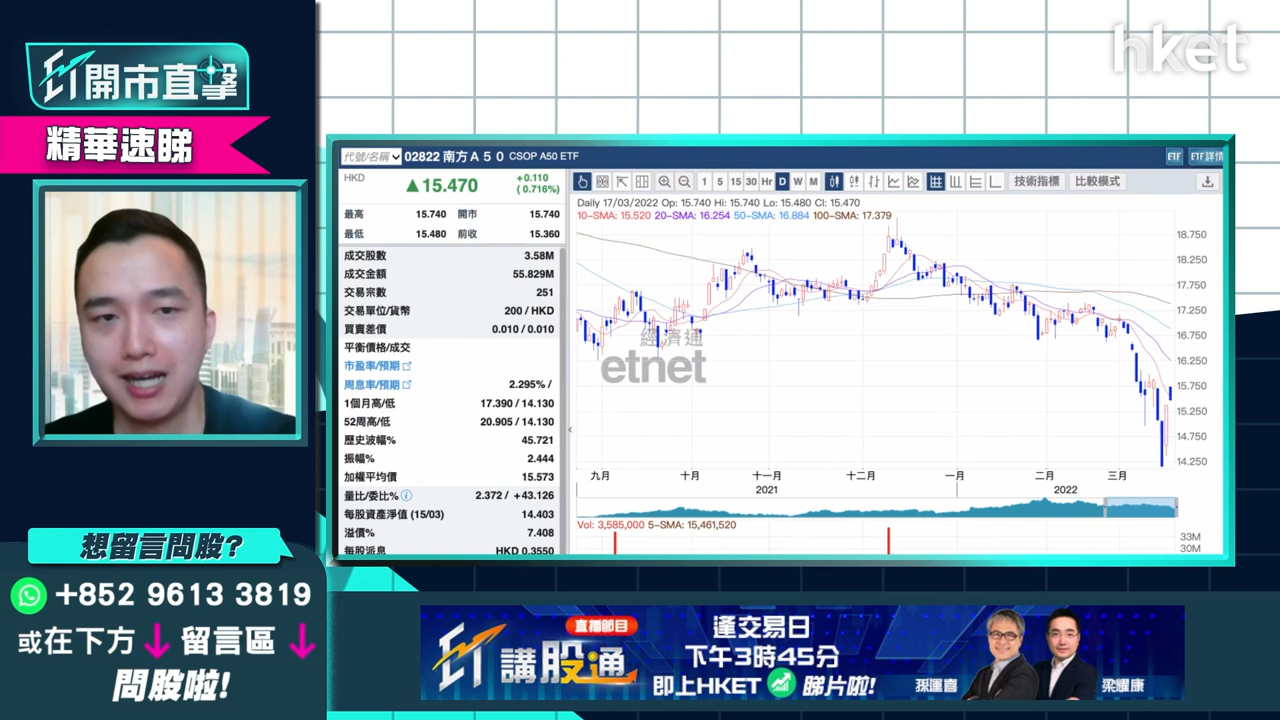 hket
ET開市直擊
精華速睇
代號/名稱
02822 南方A50 CSOP A50 ETF
ETF
ETF詳情
HKD
▲15.470
+0.110
( 0.716%)
最高 15.740 開市 15.740
最低 15.480 前收 15.360
成交股數 3.58M
成交金額 55.829M
交易宗數 251
交易單位/貨幣 200 / HKD
買賣差價 0.010 / 0.010
平衡價格/成交
市盈率/預期
周息率/預期 2.295% /
1個月高/低 17.390 / 14.130
52周高/低 20.905 / 14.130
歷史波幅% 45.721
振幅% 2.444
加權平均價 15.573
量比/委比% 2.372 / +43.126
每股資產淨值 (15/03) 14.403
溢價% 7.408
每股派息 HKD 0.3550
1 5 15 30 Hr D W M
技術指標
比較模式
Daily 17/03/2022 Op: 15.740 Hi: 15.740 Lo: 15.480 Cl: 15.470
10-SMA: 15.520 20-SMA: 16.254 50-SMA: 16.884 100-SMA: 17.379
18.750
18.250
17.750
17.250
16.750
16.250
15.750
15.250
14.750
14.250
經濟通
etnet
九月 十月 十一月 十二月 一月 二月 三月
2021 2022
Vol: 3,585,000 5-SMA: 15,461,520
33M
30M
想留言問股?
+852 9613 3819
或在下方 留言區
問股啦!
ET講股通
直播節目
逢交易日
下午3時45分
即上HKET 睇片啦!
孫運喜
梁耀康